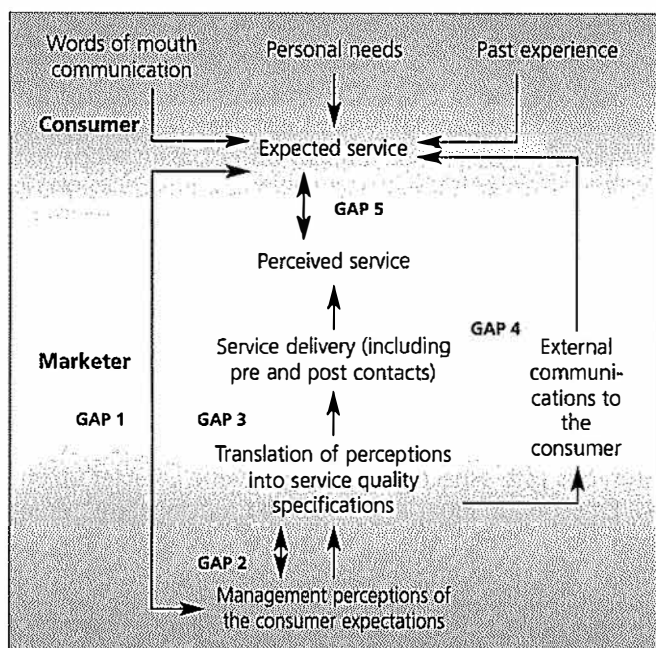 Words of mouth
communication
Personal needs
Past experience
Consumer
Expected service
GAP 5
Perceived service
GAP 4
Marketer
Service delivery (including
pre and post contacts)
External
communi-
cations to
the
consumer
GAP 1
GAP 3
Translation of perceptions
into service quality
specifications
GAP 2
Management perceptions of
the consumer expectations